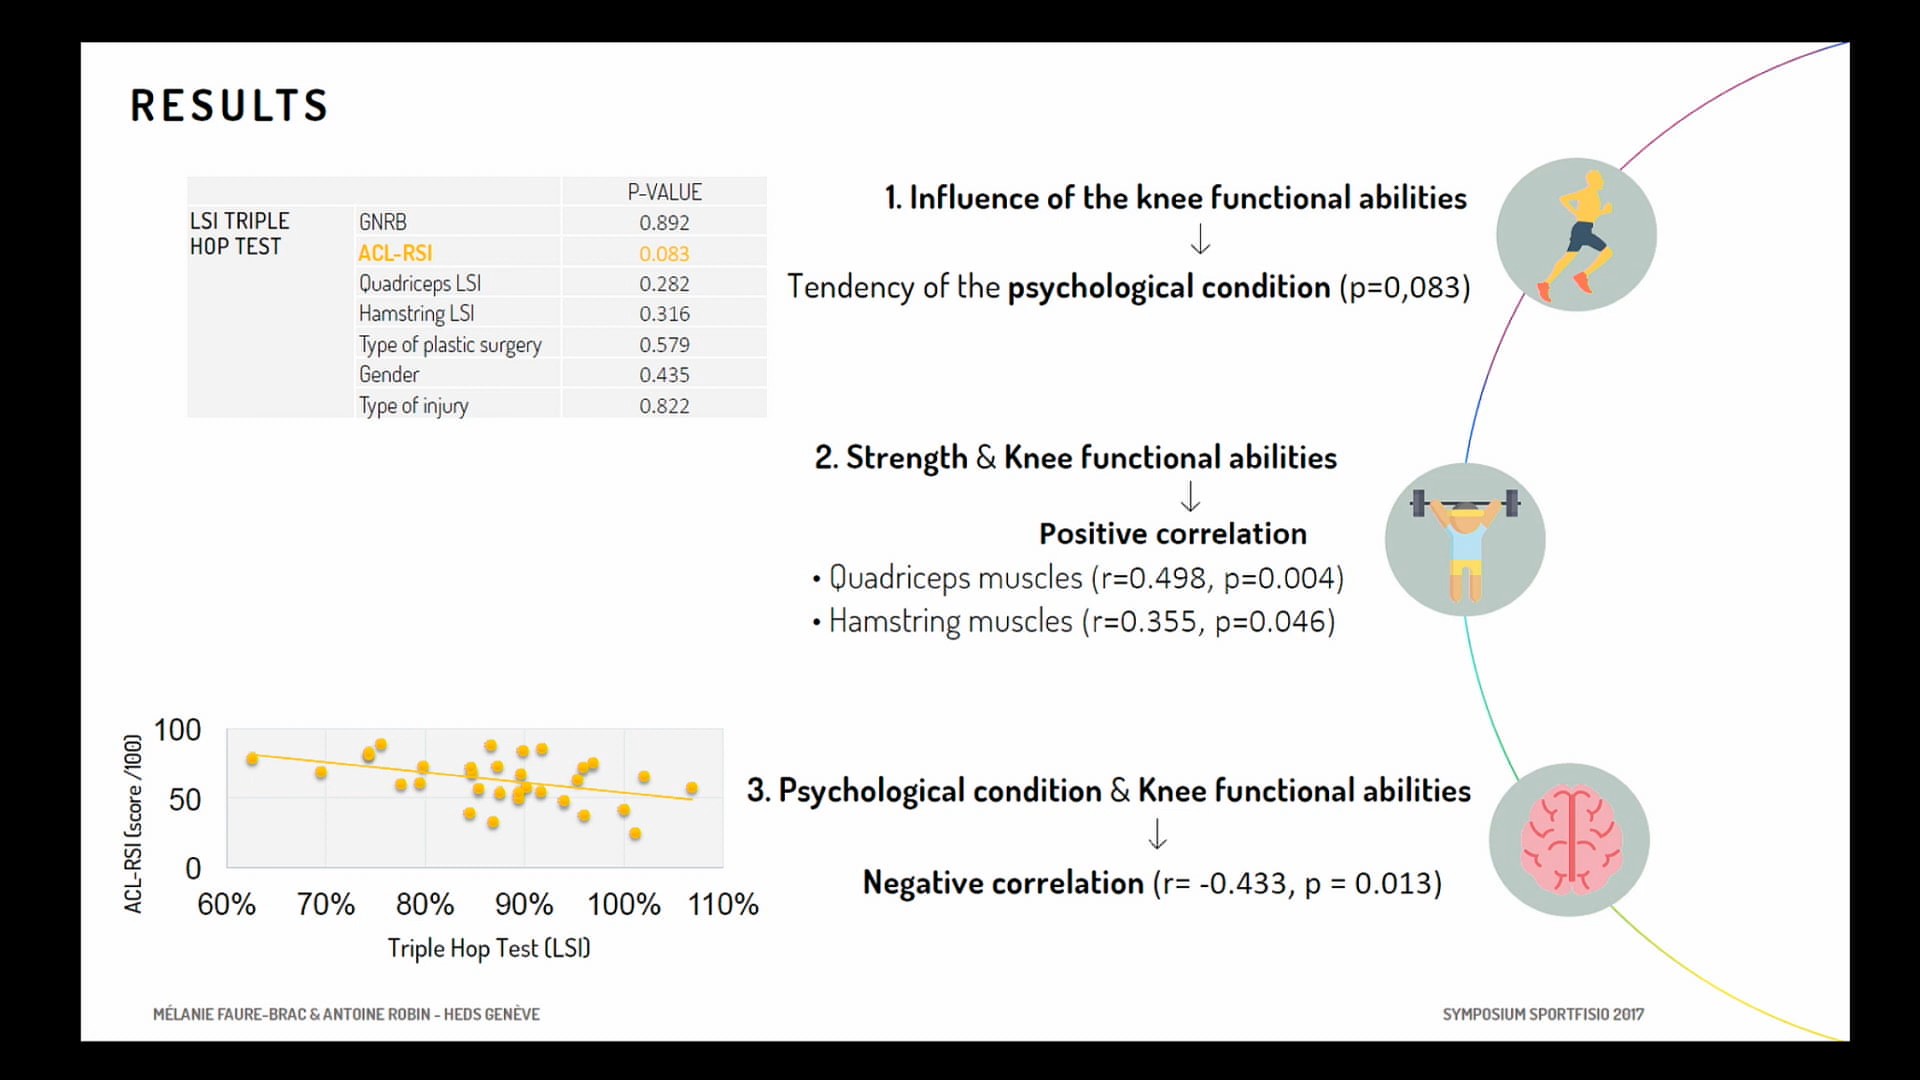 RESULTS
P-VALUE
LSI TRIPLE
HOP TEST
GNRB 0.892
ACL-RSI 0.083
Quadriceps LSI 0.282
Hamstring LSI 0.316
Type of plastic surgery 0.579
Gender 0.435
Type of injury 0.822
1. Influence of the knee functional abilities
↓
Tendency of the psychological condition (p=0,083)
2. Strength & Knee functional abilities
↓
Positive correlation
• Quadriceps muscles (r=0.498, p=0.004)
• Hamstring muscles (r=0.355, p=0.046)
ACL-RSI (score /100)
100
50
0
60% 70% 80% 90% 100% 110%
Triple Hop Test (LSI)
3. Psychological condition & Knee functional abilities
↓
Negative correlation (r= -0.433, p = 0.013)
MÉLANIE FAURE-BRAC & ANTOINE ROBIN - HEDS GENÈVE
SYMPOSIUM SPORTFISIO 2017